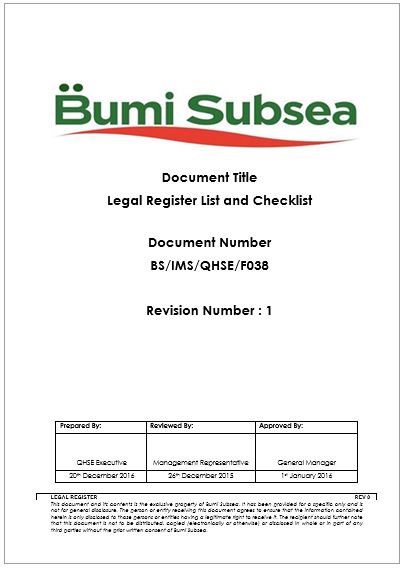 Bumi Subsea
Document Title
Legal Register List and Checklist
Document Number
BS/IMS/QHSE/F038
Revision Number : 1
Prepared By: Reviewed By: Approved By:
QHSE Executive Management Representative General Manager
20th December 2016 26th December 2015 1st January 2016
LEGAL REGISTER REV 0
This document and its contents is the exclusive property of Bumi Subsea. It has been provided for a specific only and is
not for general disclosure. The person or entity receiving this document agrees to ensure that the information contained
herein is only disclosed to those persons or entities having a legitimate right to receive it. The recipient should further note
that this document is not to be distributed, copied (electronically or otherwise) or disclosed in whole or in part of any
third parties without the prior written consent of Bumi Subsea.